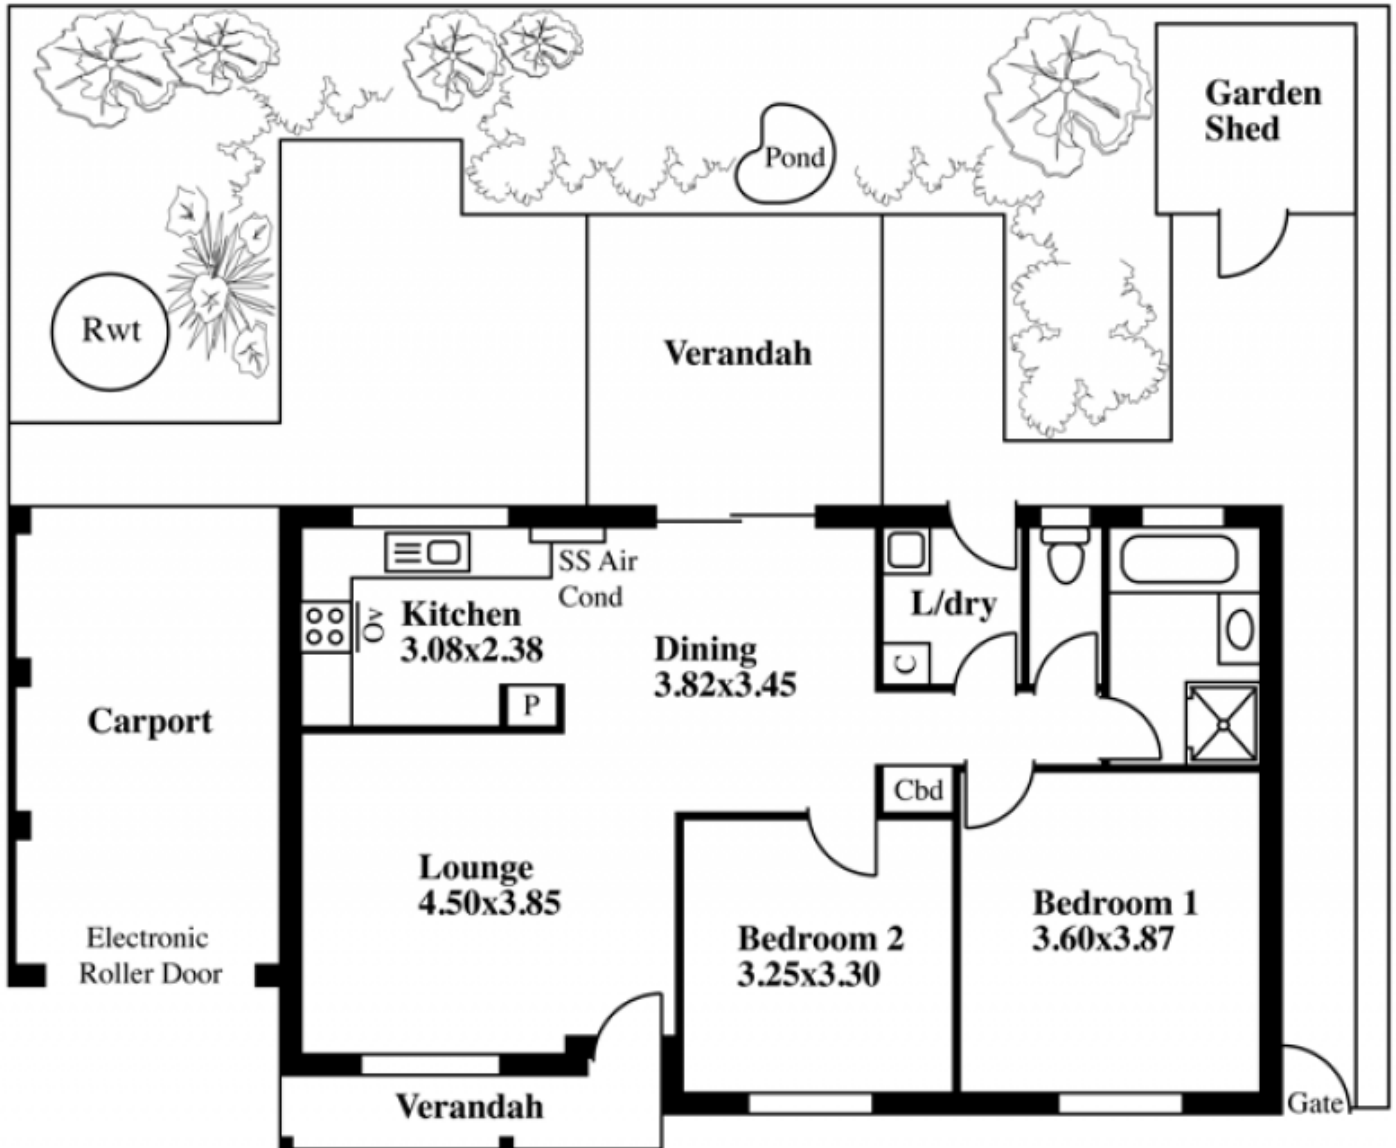 Garden
Shed
Pond
Rwt
Verandah
SS Air
Cond
Kitchen
3.08x2.38
Ov
L/dry
Dining
3.82x3.45
C
P
Carport
Cbd
Lounge
4.50x3.85
Bedroom 1
3.60x3.87
Electronic
Roller Door
Bedroom 2
3.25x3.30
Verandah
Gate